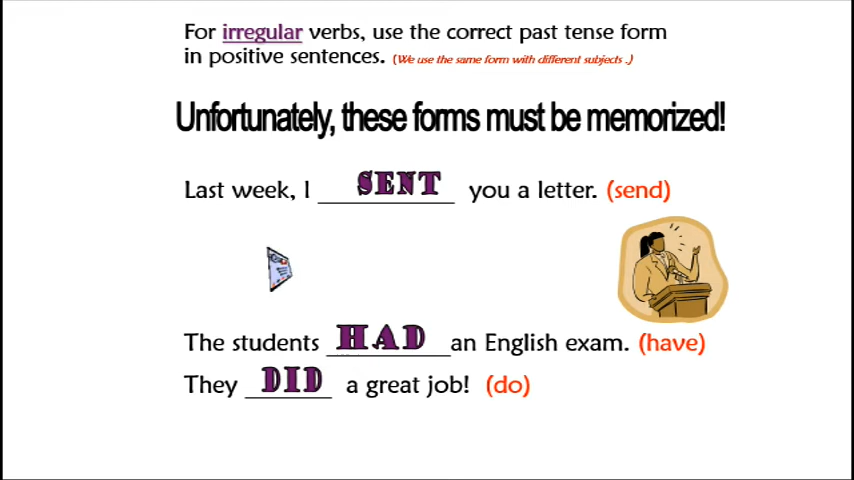 For irregular verbs, use the correct past tense form
in positive sentences. (We use the same form with different subjects .)
Unfortunately, these forms must be memorized!
Last week, I SENT you a letter. (send)
The students HAD an English exam. (have)
They DID a great job! (do)